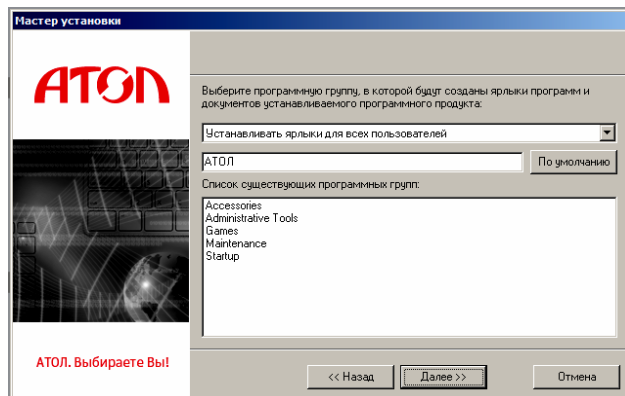 Мастер установки
АТОЛ
Выберите программную группу, в которой будут созданы ярлыки программ и
документов устанавливаемого программного продукта:
Устанавливать ярлыки для всех пользователей
АТОЛ
По умолчанию
Список существующих программных групп:
Accessories
Administrative Tools
Games
Maintenance
Startup
АТОЛ. Выбираете Вы!
<< Назад
Далее >>
Отмена